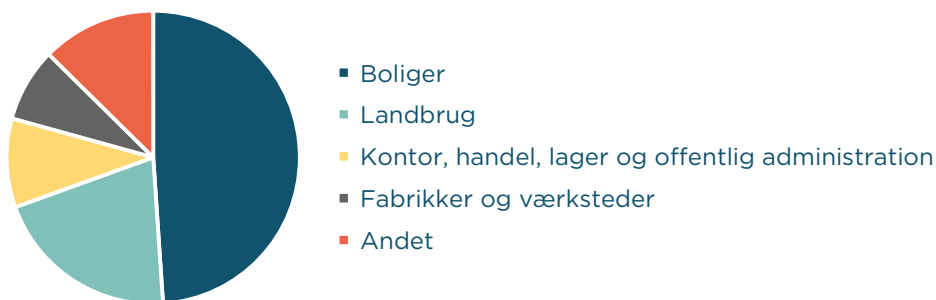 Boliger
Landbrug
Kontor, handel, lager og offentlig administration
Fabrikker og værksteder
Andet